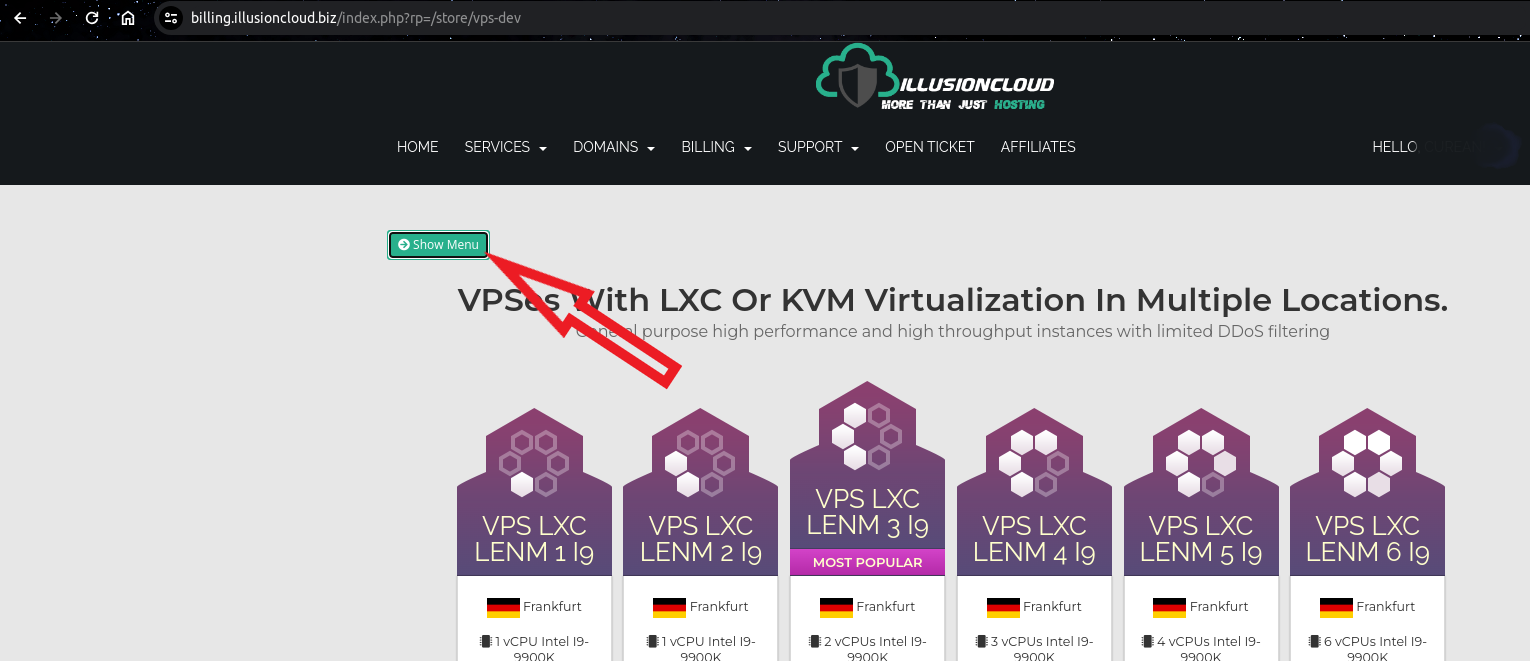 billing.illusioncloud.biz/index.php?rp=/store/vps-dev
ILLUSIONCLOUD
MORE THAN JUST HOSTING
HOME SERVICES DOMAINS BILLING SUPPORT OPEN TICKET AFFILIATES HELLO,
Show Menu
VPSes With LXC Or KVM Virtualization In Multiple Locations.
General purpose high performance and high throughput instances with limited DDoS filtering
VPS LXC
LENM 1 I9
Frankfurt
1 vCPU Intel I9-
9900K
VPS LXC
LENM 2 I9
Frankfurt
1 vCPU Intel I9-
9900K
VPS LXC
LENM 3 I9
MOST POPULAR
Frankfurt
2 vCPUs Intel I9-
9900K
VPS LXC
LENM 4 I9
Frankfurt
3 vCPUs Intel I9-
9900K
VPS LXC
LENM 5 I9
Frankfurt
4 vCPUs Intel I9-
9900K
VPS LXC
LENM 6 I9
Frankfurt
6 vCPUs Intel I9-
9900K